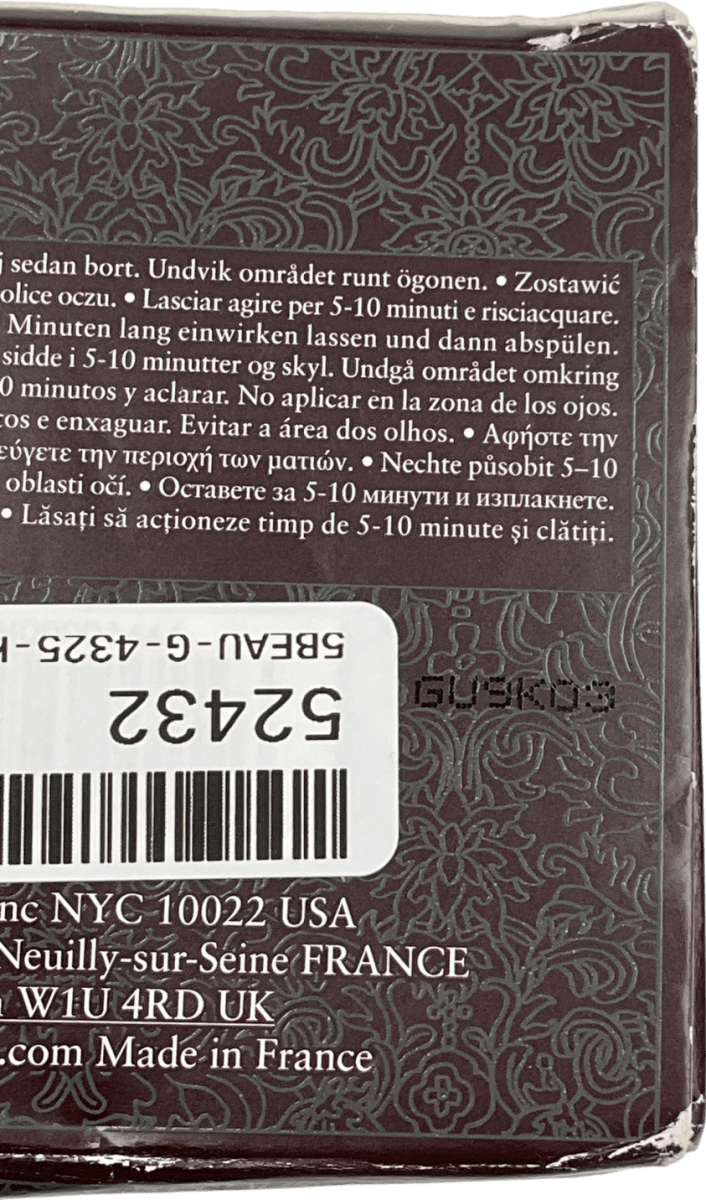 sedan bort. Undvik området runt ögonen. • Zostawić
olice oczu. • Lasciar agire per 5-10 minuti e risciacquare.
Minuten lang einwirken lassen und dann abspülen.
sidde i 5-10 minutter og skyl. Undgå området omkring
0 minutos y aclarar. No aplicar en la zona de los ojos.
os e enxaguar. Evitar a área dos olhos. • Αφήστε την
εύγετε την περιοχή των ματιών. • Nechte působit 5–10
oblasti očí. • Оставете за 5-10 минути и изплакнете.
• Lăsați să acționeze timp de 5-10 minute și clătiți.
5BEAU-G-4325-
52432
nc NYC 10022 USA
Neuilly-sur-Seine FRANCE
W1U 4RD UK
.com Made in France